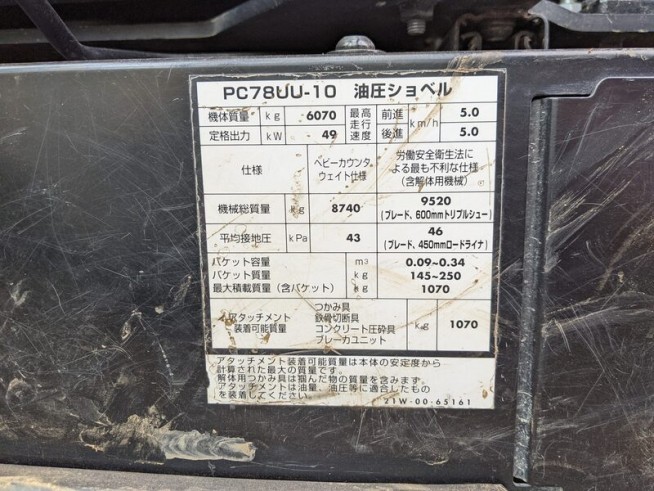 PC78UU-10 油圧ショベル
機体質量 kg 6070 最高走行速度 前進 km/h 5.0
定格出力 kW 49 後進 5.0
仕様 ヘビーカウンタウェイト仕様 労働安全衛生法による最も不利な仕様(含解体用機械)
機械総質量 kg 8740 9520
(ブレード、600mmトリプルシュー)
平均接地圧 kPa 43 46
(ブレード、450mmロードライナ)
バケット容量 m3 0.09~0.34
バケット質量 kg 145~250
最大積載質量(含バケット) kg 1070
アタッチメント装着可能質量 つかみ具 kg 1070
鉄骨切断具
コンクリート圧砕具
ブレーカユニット
アタッチメント装着可能質量は本体の安定度から
計算された最大の質量です。
解体用つかみ具は掴んだ物の質量を含みます。
アタッチメントは油量、油圧等に適合したもの
を装着してください。
21W-00-65161